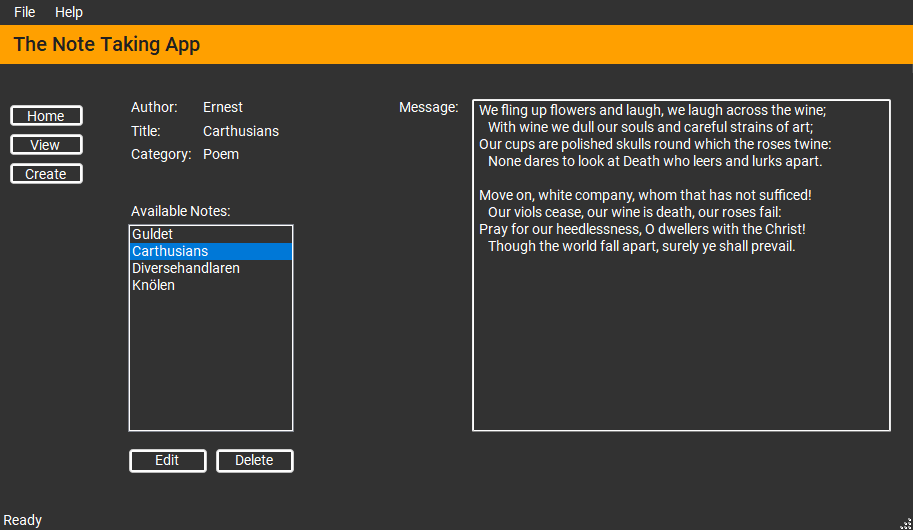 File Help
The Note Taking App
Home
View
Create
Author: Ernest
Title: Carthusians
Category: Poem
Available Notes:
Guldet
Carthusians
Diversehandlaren
Knölen
Edit Delete
Message:
We fling up flowers and laugh, we laugh across the wine;
With wine we dull our souls and careful strains of art;
Our cups are polished skulls round which the roses twine:
None dares to look at Death who leers and lurks apart.
Move on, white company, whom that has not sufficed!
Our viols cease, our wine is death, our roses fail:
Pray for our heedlessness, O dwellers with the Christ!
Though the world fall apart, surely ye shall prevail.
Ready